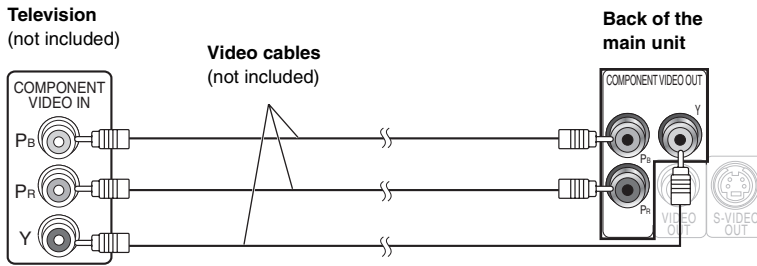 Television
(not included)
Video cables
(not included)
Back of the
main unit
COMPONENT
VIDEO IN
PB
PR
Y
COMPONENT VIDEO OUT
Y
PB
PR
VIDEO
OUT
S-VIDEO
OUT